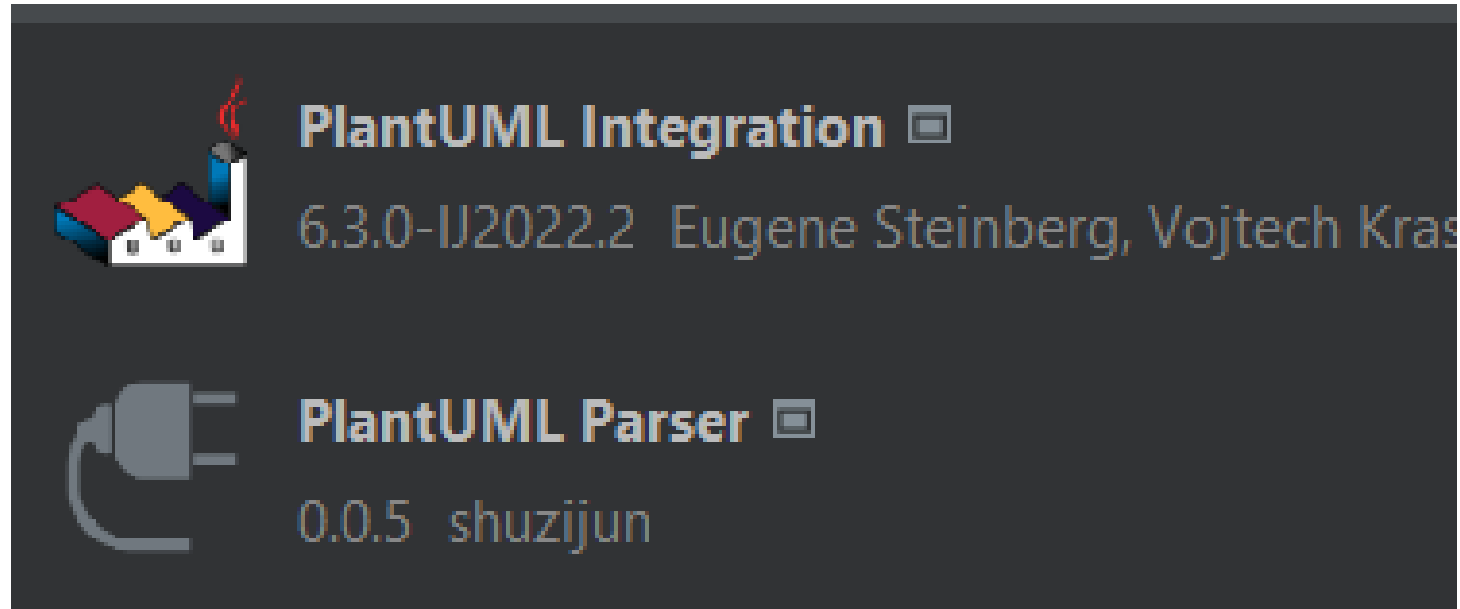 PlantUML Integration
6.3.0-IJ2022.2 Eugene Steinberg, Vojtech Kras
PlantUML Parser
0.0.5 shuzijun